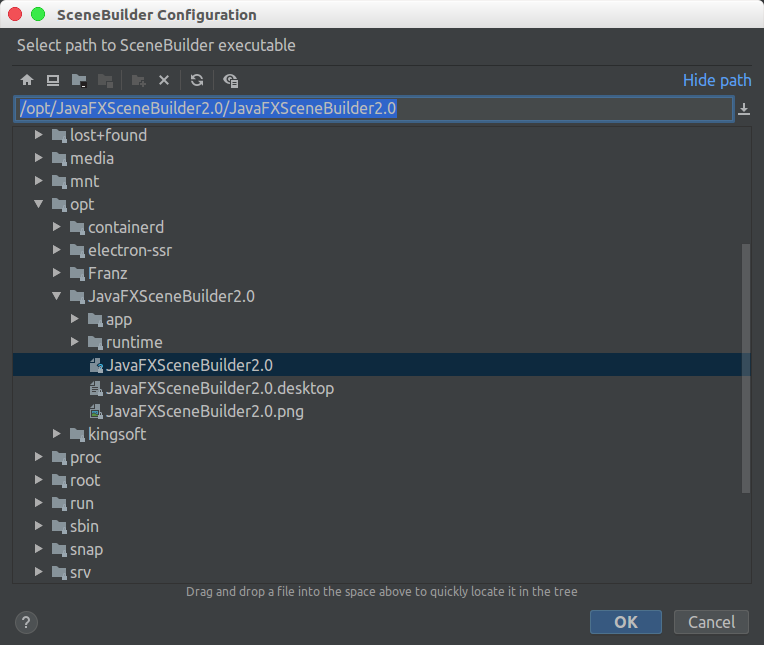 SceneBuilder Configuration
Select path to SceneBuilder executable
Hide path
/opt/JavaFXSceneBuilder2.0/JavaFXSceneBuilder2.0
lost+found
media
mnt
opt
containerd
electron-ssr
Franz
JavaFXSceneBuilder2.0
app
runtime
JavaFXSceneBuilder2.0
JavaFXSceneBuilder2.0.desktop
JavaFXSceneBuilder2.0.png
kingsoft
proc
root
run
sbin
snap
srv
Drag and drop a file into the space above to quickly locate it in the tree
? OK Cancel